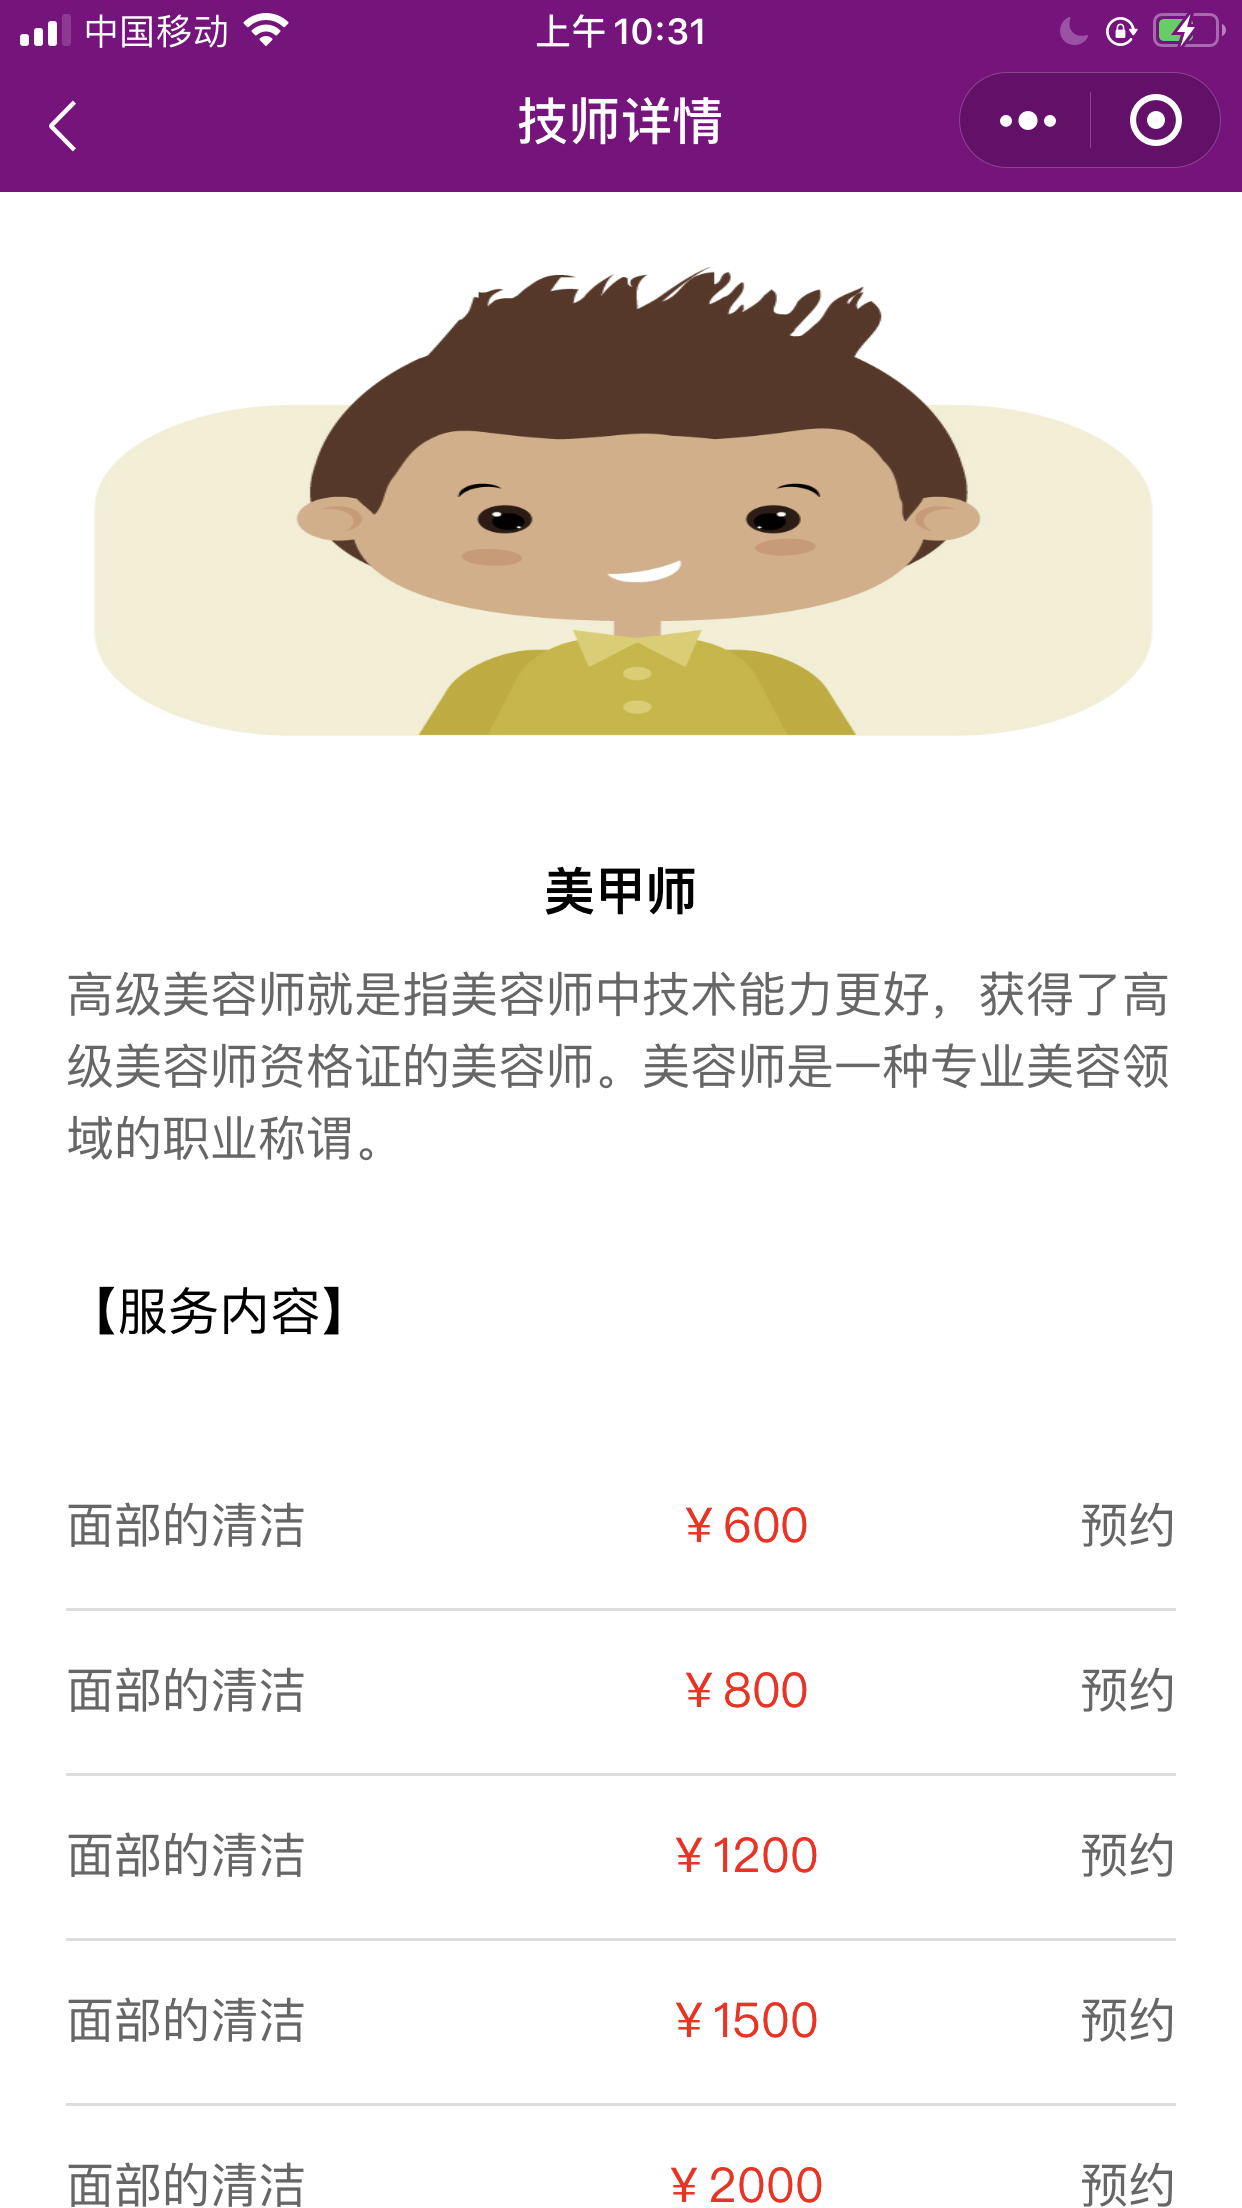 中国移动
上午10:31
技师详情
美甲师
高级美容师就是指美容师中技术能力更好，获得了高
级美容师资格证的美容师。美容师是一种专业美容领
域的职业称谓。
【服务内容】
面部的清洁 ￥600 预约
面部的清洁 ￥800 预约
面部的清洁 ￥1200 预约
面部的清洁 ￥1500 预约
面部的清洁 ￥2000 预约